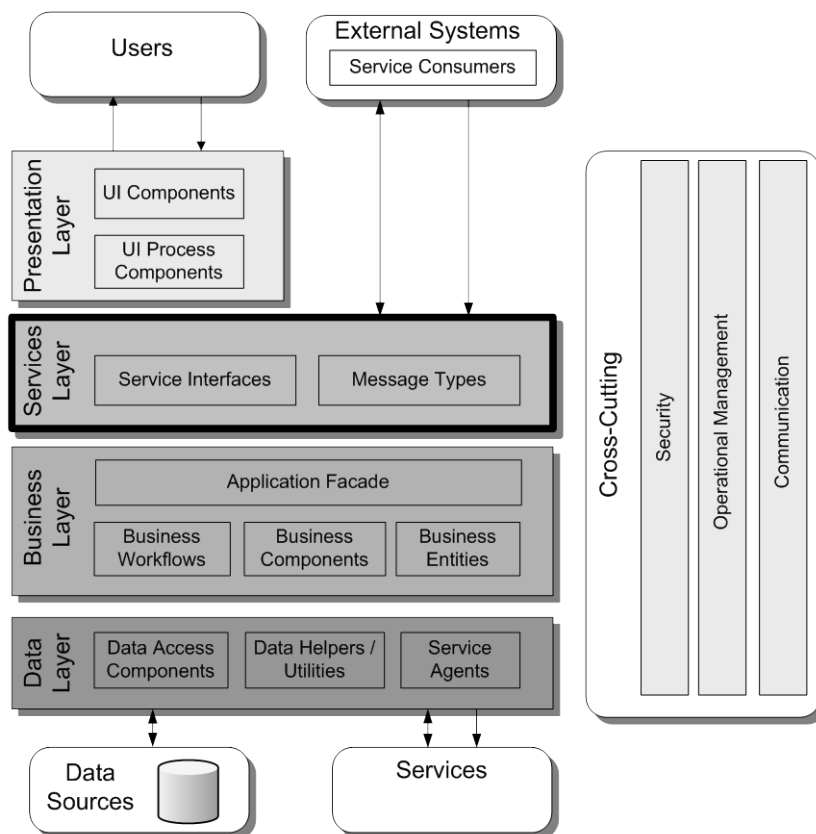 Users
External Systems
Service Consumers
Presentation
Layer
UI Components
UI Process
Components
Services
Layer
Service Interfaces
Message Types
Business
Layer
Application Facade
Business
Workflows
Business
Components
Business
Entities
Data
Layer
Data Access
Components
Data Helpers /
Utilities
Service
Agents
Data
Sources
Services
Cross-Cutting
Security
Operational Management
Communication